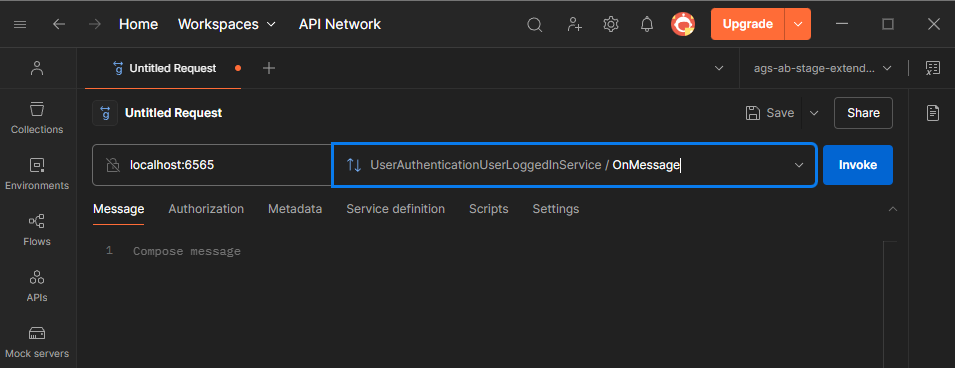 Home Workspaces API Network Upgrade
Untitled Request ags-ab-stage-extend...
Collections
Environments
Flows
APIs
Mock servers
Untitled Request Save Share
localhost:6565 UserAuthenticationUserLoggedInService / OnMessage Invoke
Message Authorization Metadata Service definition Scripts Settings
1 Compose message